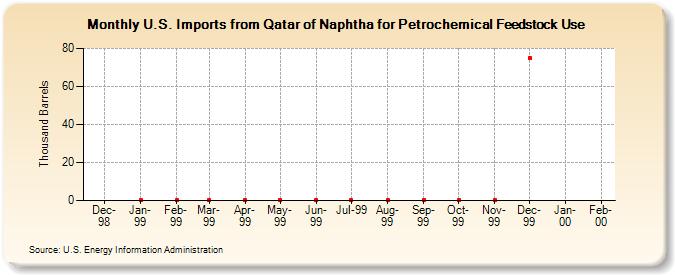 Monthly U.S. Imports from Qatar of Naphtha for Petrochemical Feedstock Use
Thousand Barrels
80
60
40
20
0
Dec-98 Jan-99 Feb-99 Mar-99 Apr-99 May-99 Jun-99 Jul-99 Aug-99 Sep-99 Oct-99 Nov-99 Dec-99 Jan-00 Feb-00
Source: U.S. Energy Information Administration